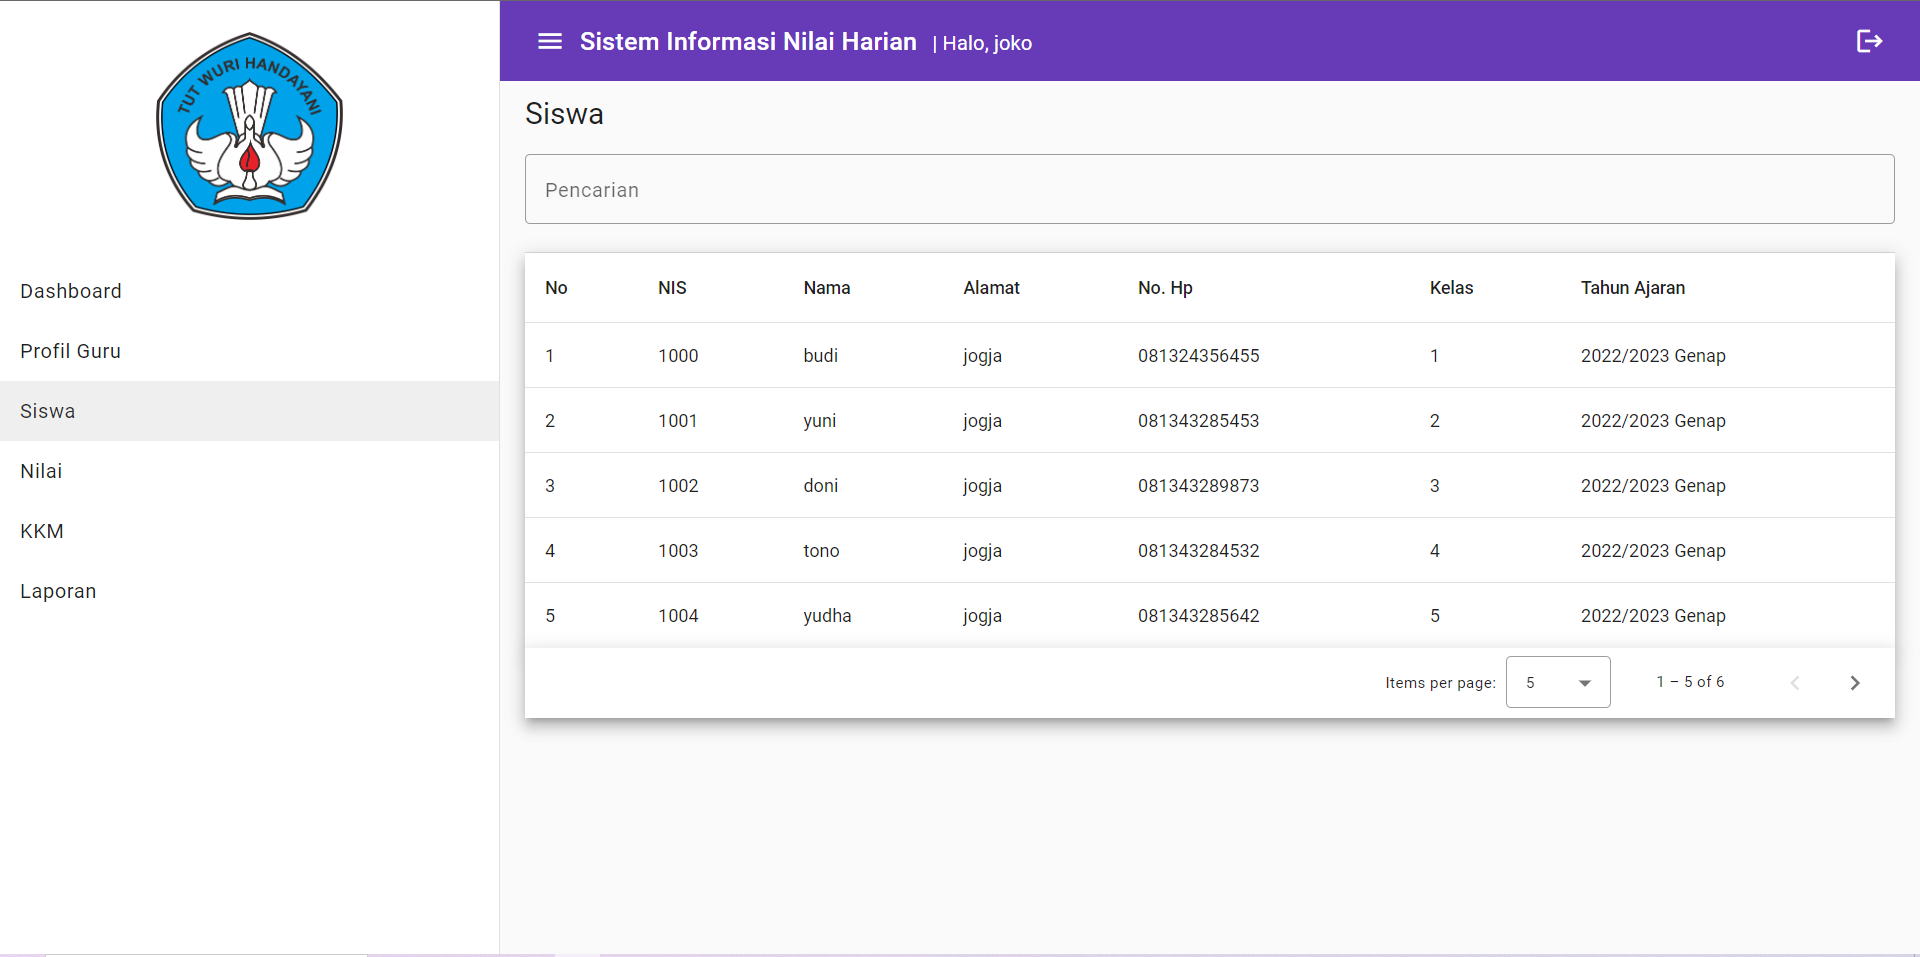 TUT WURI HANDAYANI
Dashboard
Profil Guru
Siswa
Nilai
KKM
Laporan
Sistem Informasi Nilai Harian | Halo, joko
Siswa
Pencarian
No NIS Nama Alamat No. Hp Kelas Tahun Ajaran
1 1000 budi jogja 081324356455 1 2022/2023 Genap
2 1001 yuni jogja 081343285453 2 2022/2023 Genap
3 1002 doni jogja 081343289873 3 2022/2023 Genap
4 1003 tono jogja 081343284532 4 2022/2023 Genap
5 1004 yudha jogja 081343285642 5 2022/2023 Genap
Items per page: 5 1 – 5 of 6